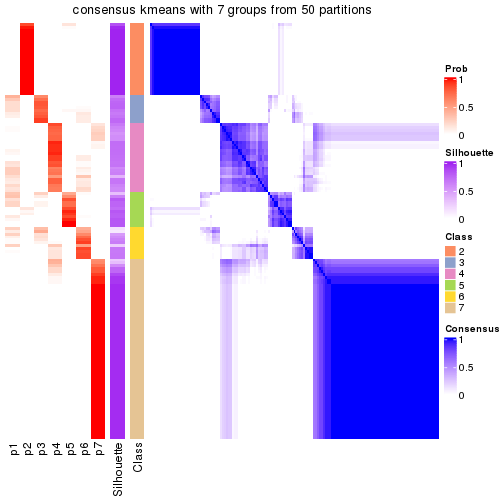 consensus kmeans with 7 groups from 50 partitions
Prob
1
0.5
0
Silhouette
1
0.5
0
Class
2
3
4
5
6
7
Consensus
1
0.5
0
p1
p2
p3
p4
p5
p6
p7
Silhouette
Class